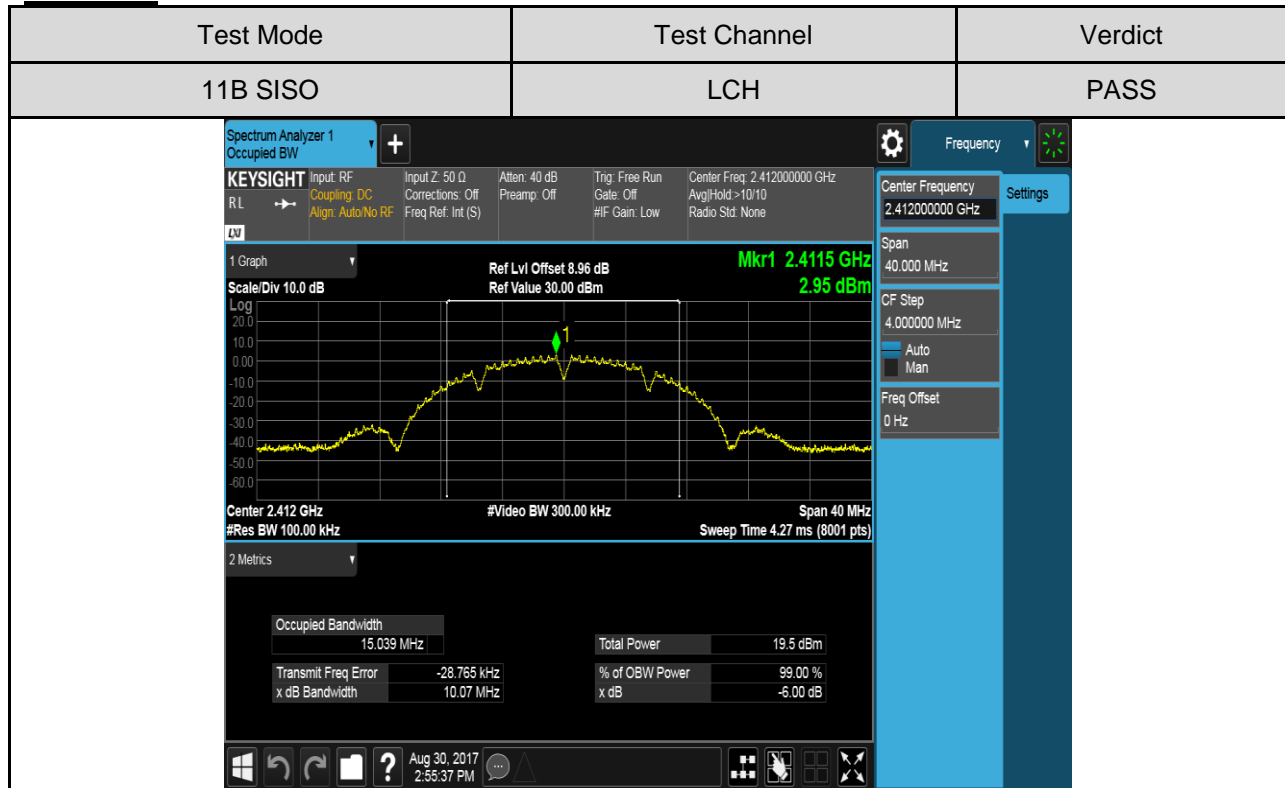 Test Mode Test Channel Verdict
11B SISO LCH PASS
Spectrum Analyzer 1
Occupied BW
Frequency
KEYSIGHT Input: RF Input Z: 50 Ω Atten: 40 dB Trig: Free Run Center Freq: 2.412000000 GHz
RL Coupling: DC Corrections: Off Preamp: Off Gate: Off Avg|Hold:>10/10
Align: Auto/No RF Freq Ref: Int (S) #IF Gain: Low Radio Std: None
LXI
Center Frequency
2.412000000 GHz
Settings
Span
40.000 MHz
CF Step
4.000000 MHz
Auto
Man
Freq Offset
0 Hz
1 Graph Ref Lvl Offset 8.96 dB Mkr1 2.4115 GHz
Scale/Div 10.0 dB Ref Value 30.00 dBm 2.95 dBm
Log
20.0
10.0
1
0.00
-10.0
-20.0
-30.0
-40.0
-50.0
-60.0
Center 2.412 GHz #Video BW 300.00 kHz Span 40 MHz
#Res BW 100.00 kHz Sweep Time 4.27 ms (8001 pts)
2 Metrics
Occupied Bandwidth
15.039 MHz Total Power 19.5 dBm
Transmit Freq Error -28.765 kHz % of OBW Power 99.00 %
x dB Bandwidth 10.07 MHz x dB -6.00 dB
Aug 30, 2017
2:55:37 PM